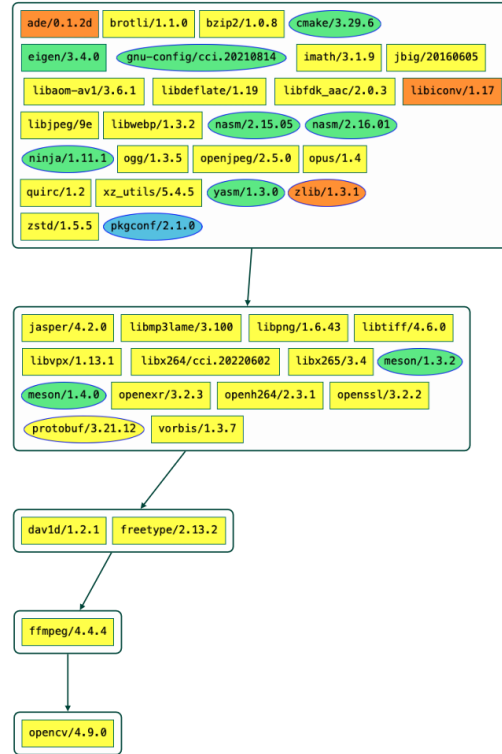 ade/0.1.2d brotli/1.1.0 bzip2/1.0.8 cmake/3.29.6
eigen/3.4.0 gnu-config/cci.20210814 imath/3.1.9 jbig/20160605
libaom-av1/3.6.1 libdeflate/1.19 libfdk_aac/2.0.3 libiconv/1.17
libjpeg/9e libwebp/1.3.2 nasm/2.15.05 nasm/2.16.01
ninja/1.11.1 ogg/1.3.5 openjpeg/2.5.0 opus/1.4
quirc/1.2 xz_utils/5.4.5 yasm/1.3.0 zlib/1.3.1
zstd/1.5.5 pkgconf/2.1.0
jasper/4.2.0 libmp3lame/3.100 libpng/1.6.43 libtiff/4.6.0
libvpx/1.13.1 libx264/cci.20220602 libx265/3.4 meson/1.3.2
meson/1.4.0 openexr/3.2.3 openh264/2.3.1 openssl/3.2.2
protobuf/3.21.12 vorbis/1.3.7
dav1d/1.2.1 freetype/2.13.2
ffmpeg/4.4.4
opencv/4.9.0